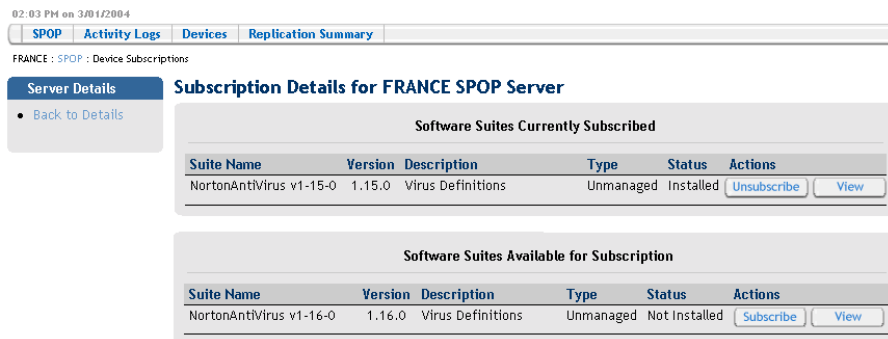 02:03 PM on 3/01/2004
SPOP Activity Logs Devices Replication Summary
FRANCE : SPOP : Device Subscriptions
Server Details
Back to Details
Subscription Details for FRANCE SPOP Server
Software Suites Currently Subscribed
Suite Name Version Description Type Status Actions
NortonAntiVirus v1-15-0 1.15.0 Virus Definitions Unmanaged Installed Unsubscribe View
Software Suites Available for Subscription
Suite Name Version Description Type Status Actions
NortonAntiVirus v1-16-0 1.16.0 Virus Definitions Unmanaged Not Installed Subscribe View